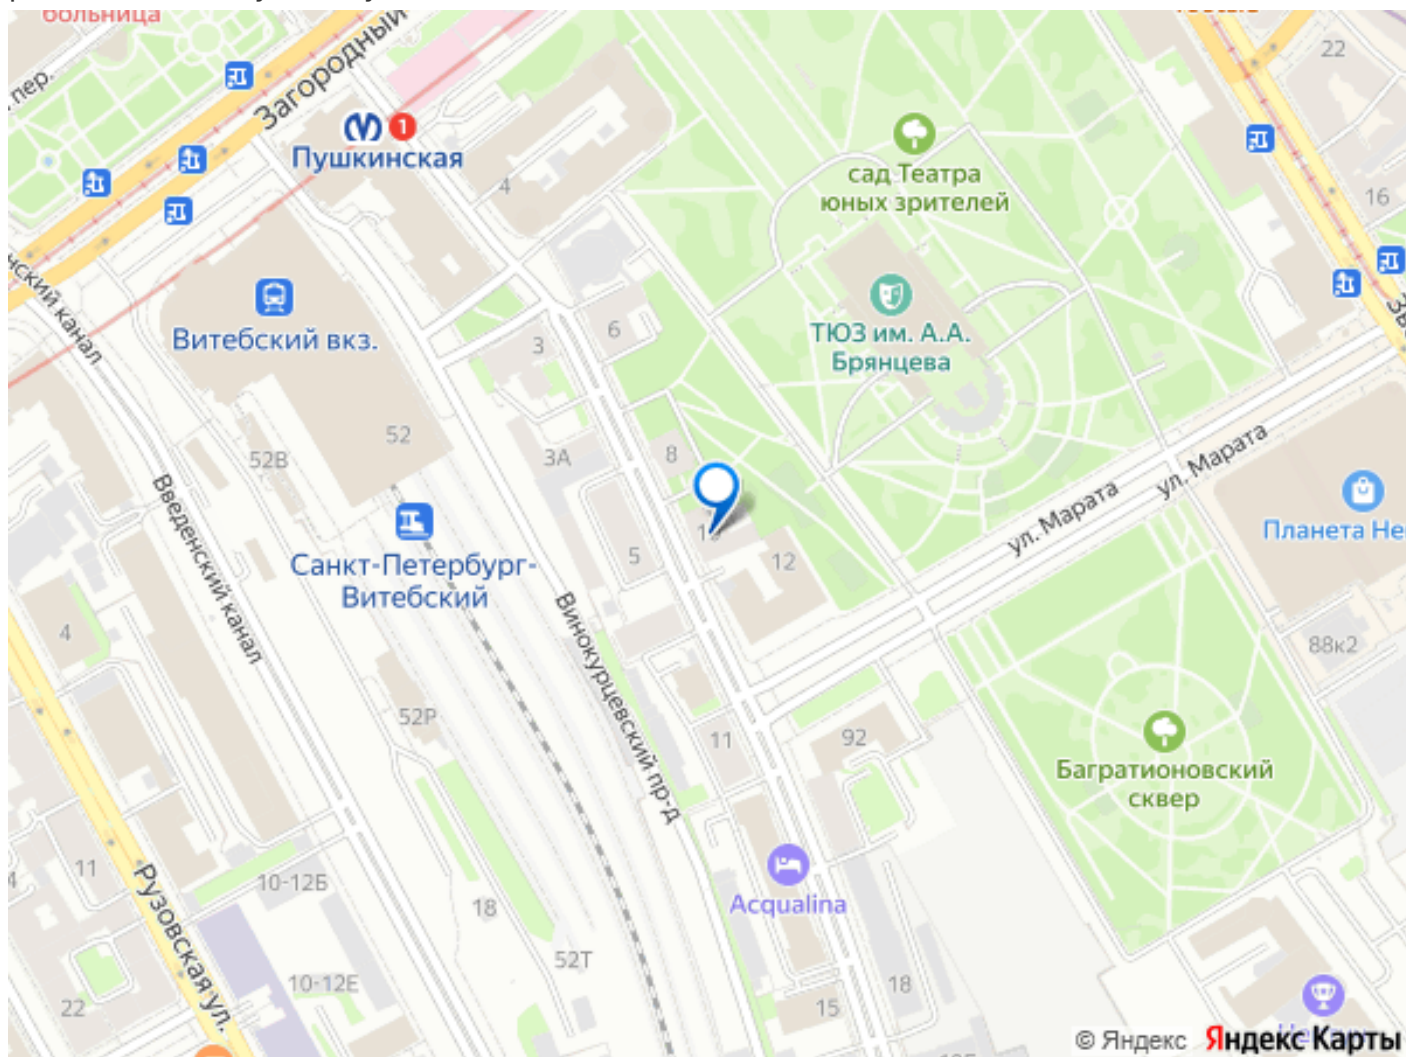 больница
пер.
Загородный
22
1
Пушкинская
4
сад Театра
юных зрителей
16
Витебский вкз.
ТЮЗ им. А.А.
Брянцева
6
3
52
52В
3А
8
Введенский канал
ул. Марата
ул. Марата
Планета
Санкт-Петербург-
Витебский
5
12
4
Винокурцевский пр-д
88к2
52Р
11
92
Багратионовский
сквер
11
10-12Б
18
Acqualina
Рузовская ул.
52Т
10-12Е
22
15
18
© Яндекс Яндекс Карты